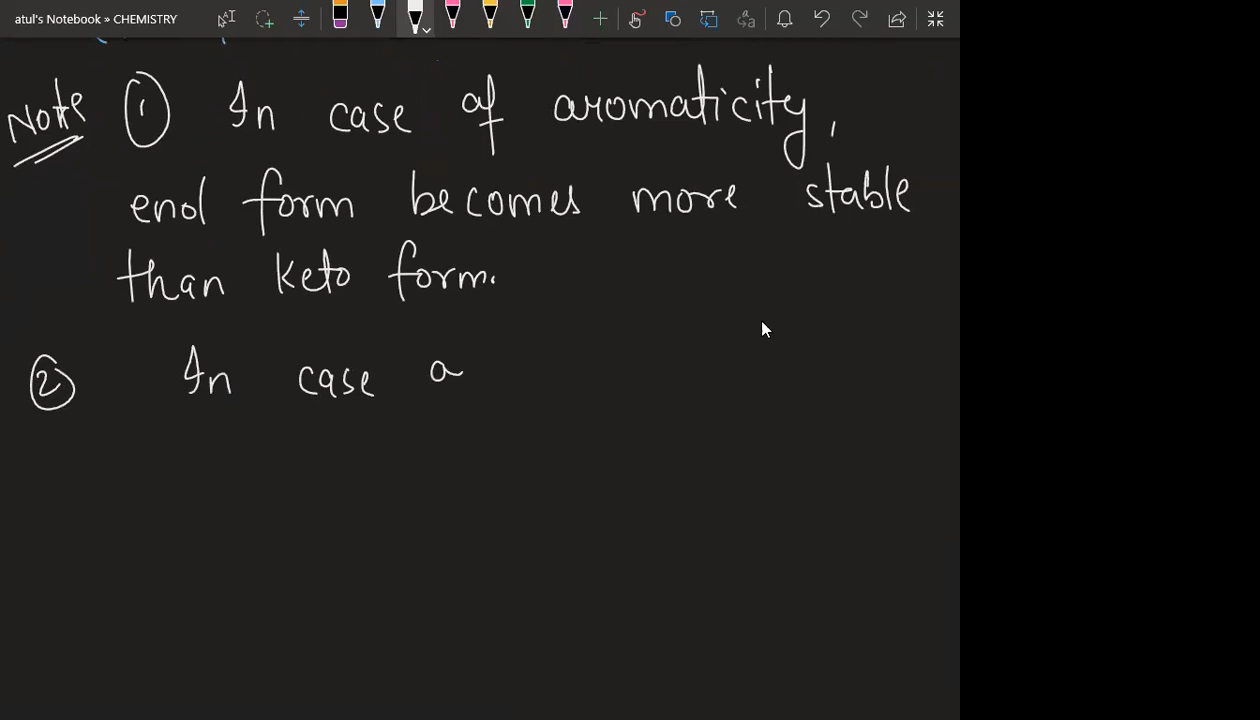 atul's Notebook » CHEMISTRY
Note ① In case of aromaticity,
enol form becomes more stable
than keto form.
② In case o